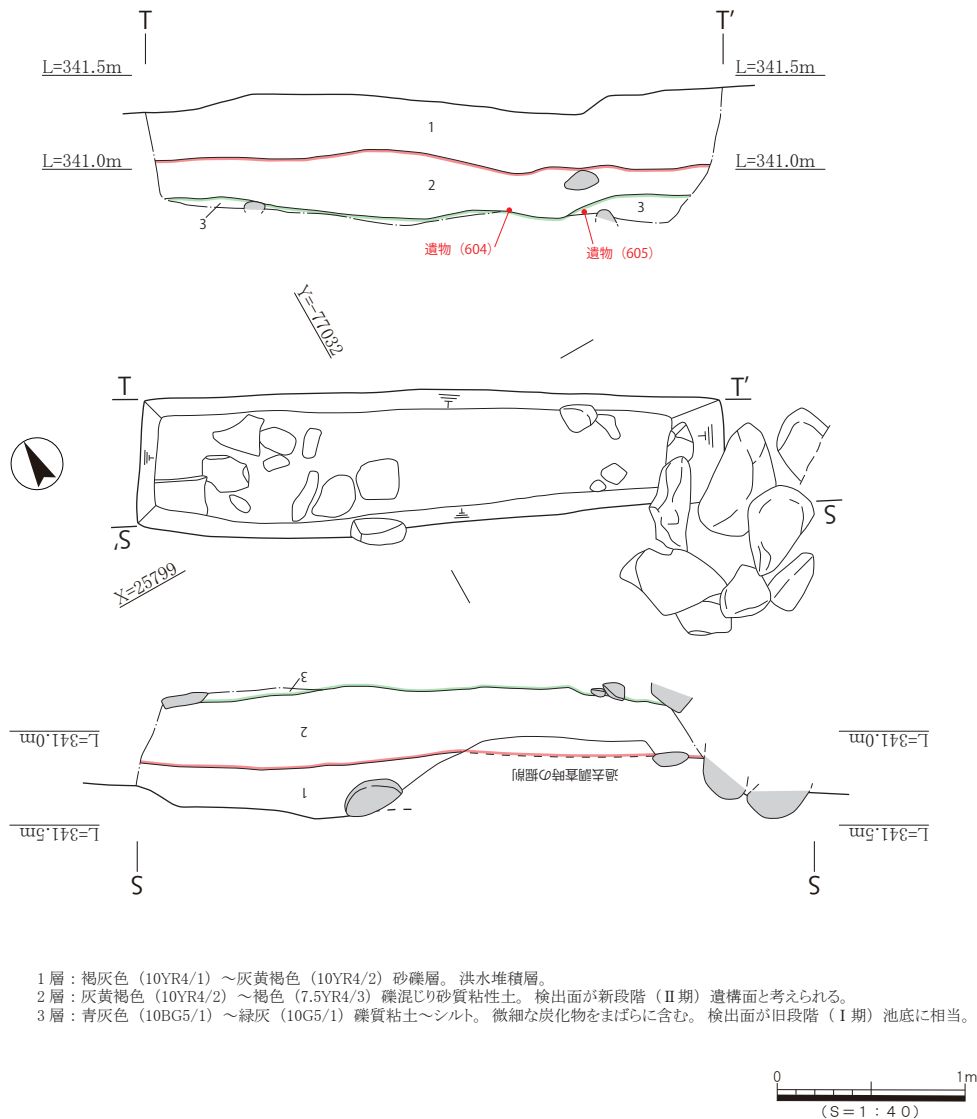 T T’
L=341.5m L=341.5m
1
L=341.0m L=341.0m
2
3 3
遺物（604） 遺物（605）
Y=-77032
T T’
S’ S
X=25799
3
2
L=341.0m L=341.0m
過去調査時の掘削
1
L=341.5m L=341.5m
S S
1 層：褐灰色（10YR4/1）～灰黄褐色（10YR4/2）砂礫層。洪水堆積層。
2 層：灰黄褐色（10YR4/2）～褐色（7.5YR4/3）礫混じり砂質粘性土。検出面が新段階（Ⅱ期）遺構面と考えられる。
3 層：青灰色（10BG5/1）～緑灰（10G5/1）礫質粘土～シルト。微細な炭化物をまばらに含む。検出面が旧段階（Ⅰ期）池底に相当。
0 1m
（S＝1：40）